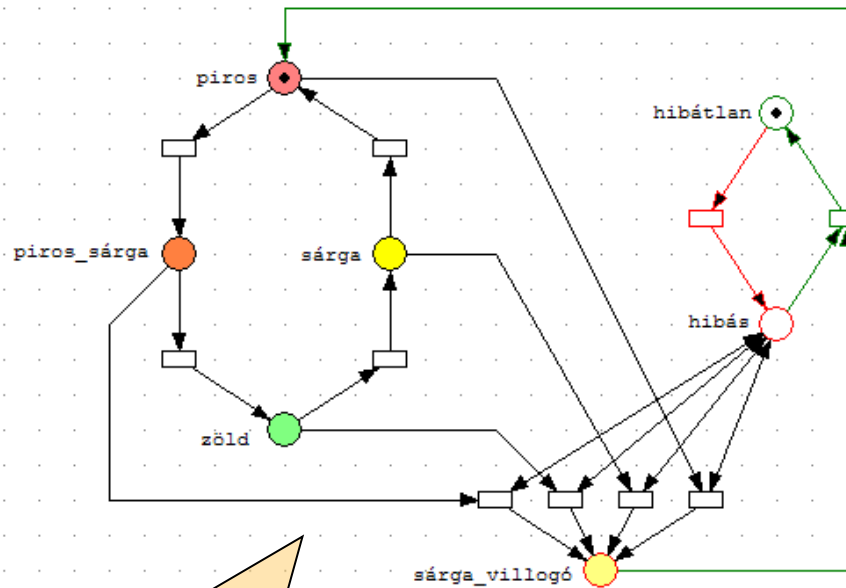 piros
hibátlan
piros_sárga
sárga
hibás
zöld
sárga_villogó